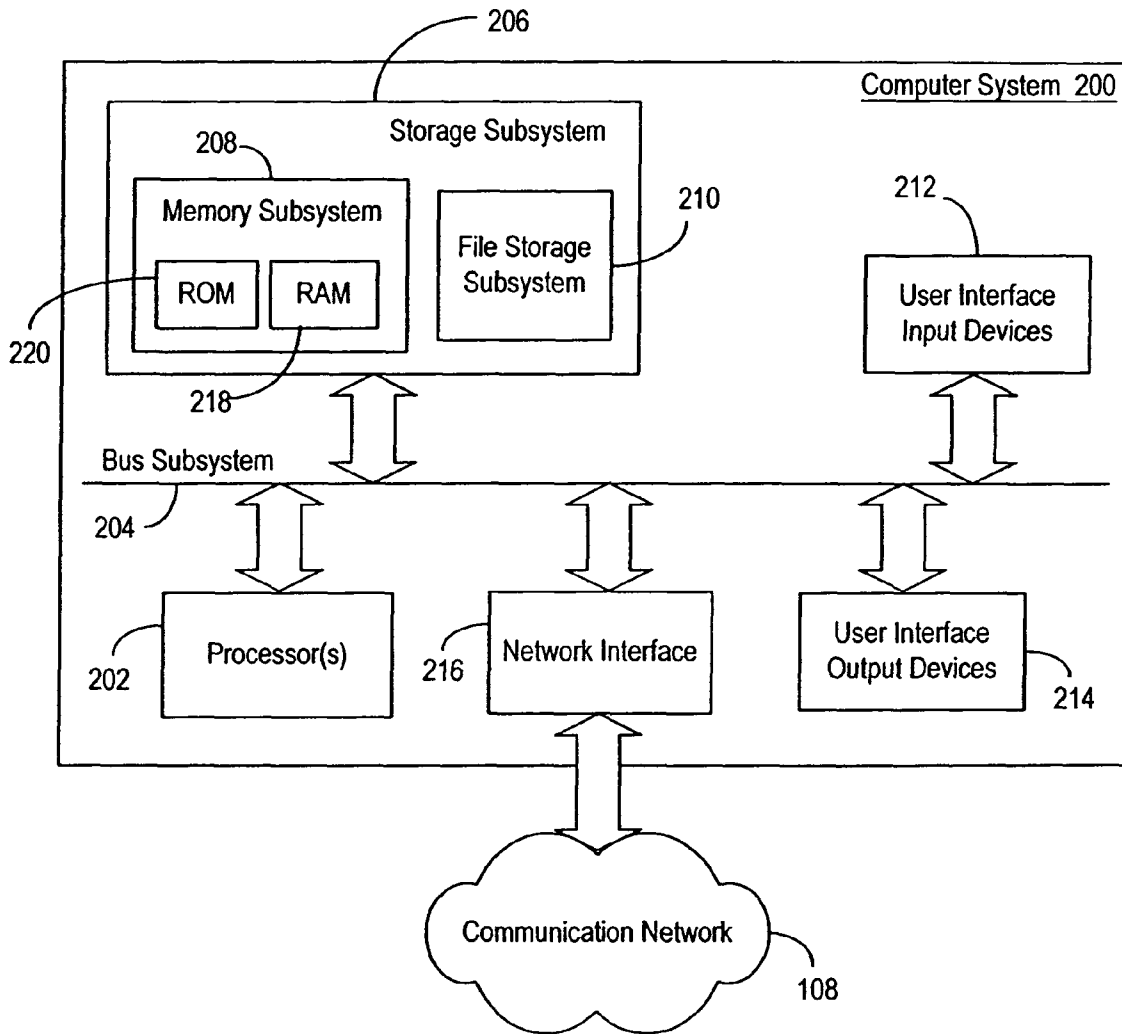 206
Computer System 200
Storage Subsystem
208
Memory Subsystem
210
212
File Storage
Subsystem
ROM
RAM
User Interface
Input Devices
220
218
Bus Subsystem
204
Processor(s)
202
Network Interface
216
User Interface
Output Devices
214
Communication Network
108